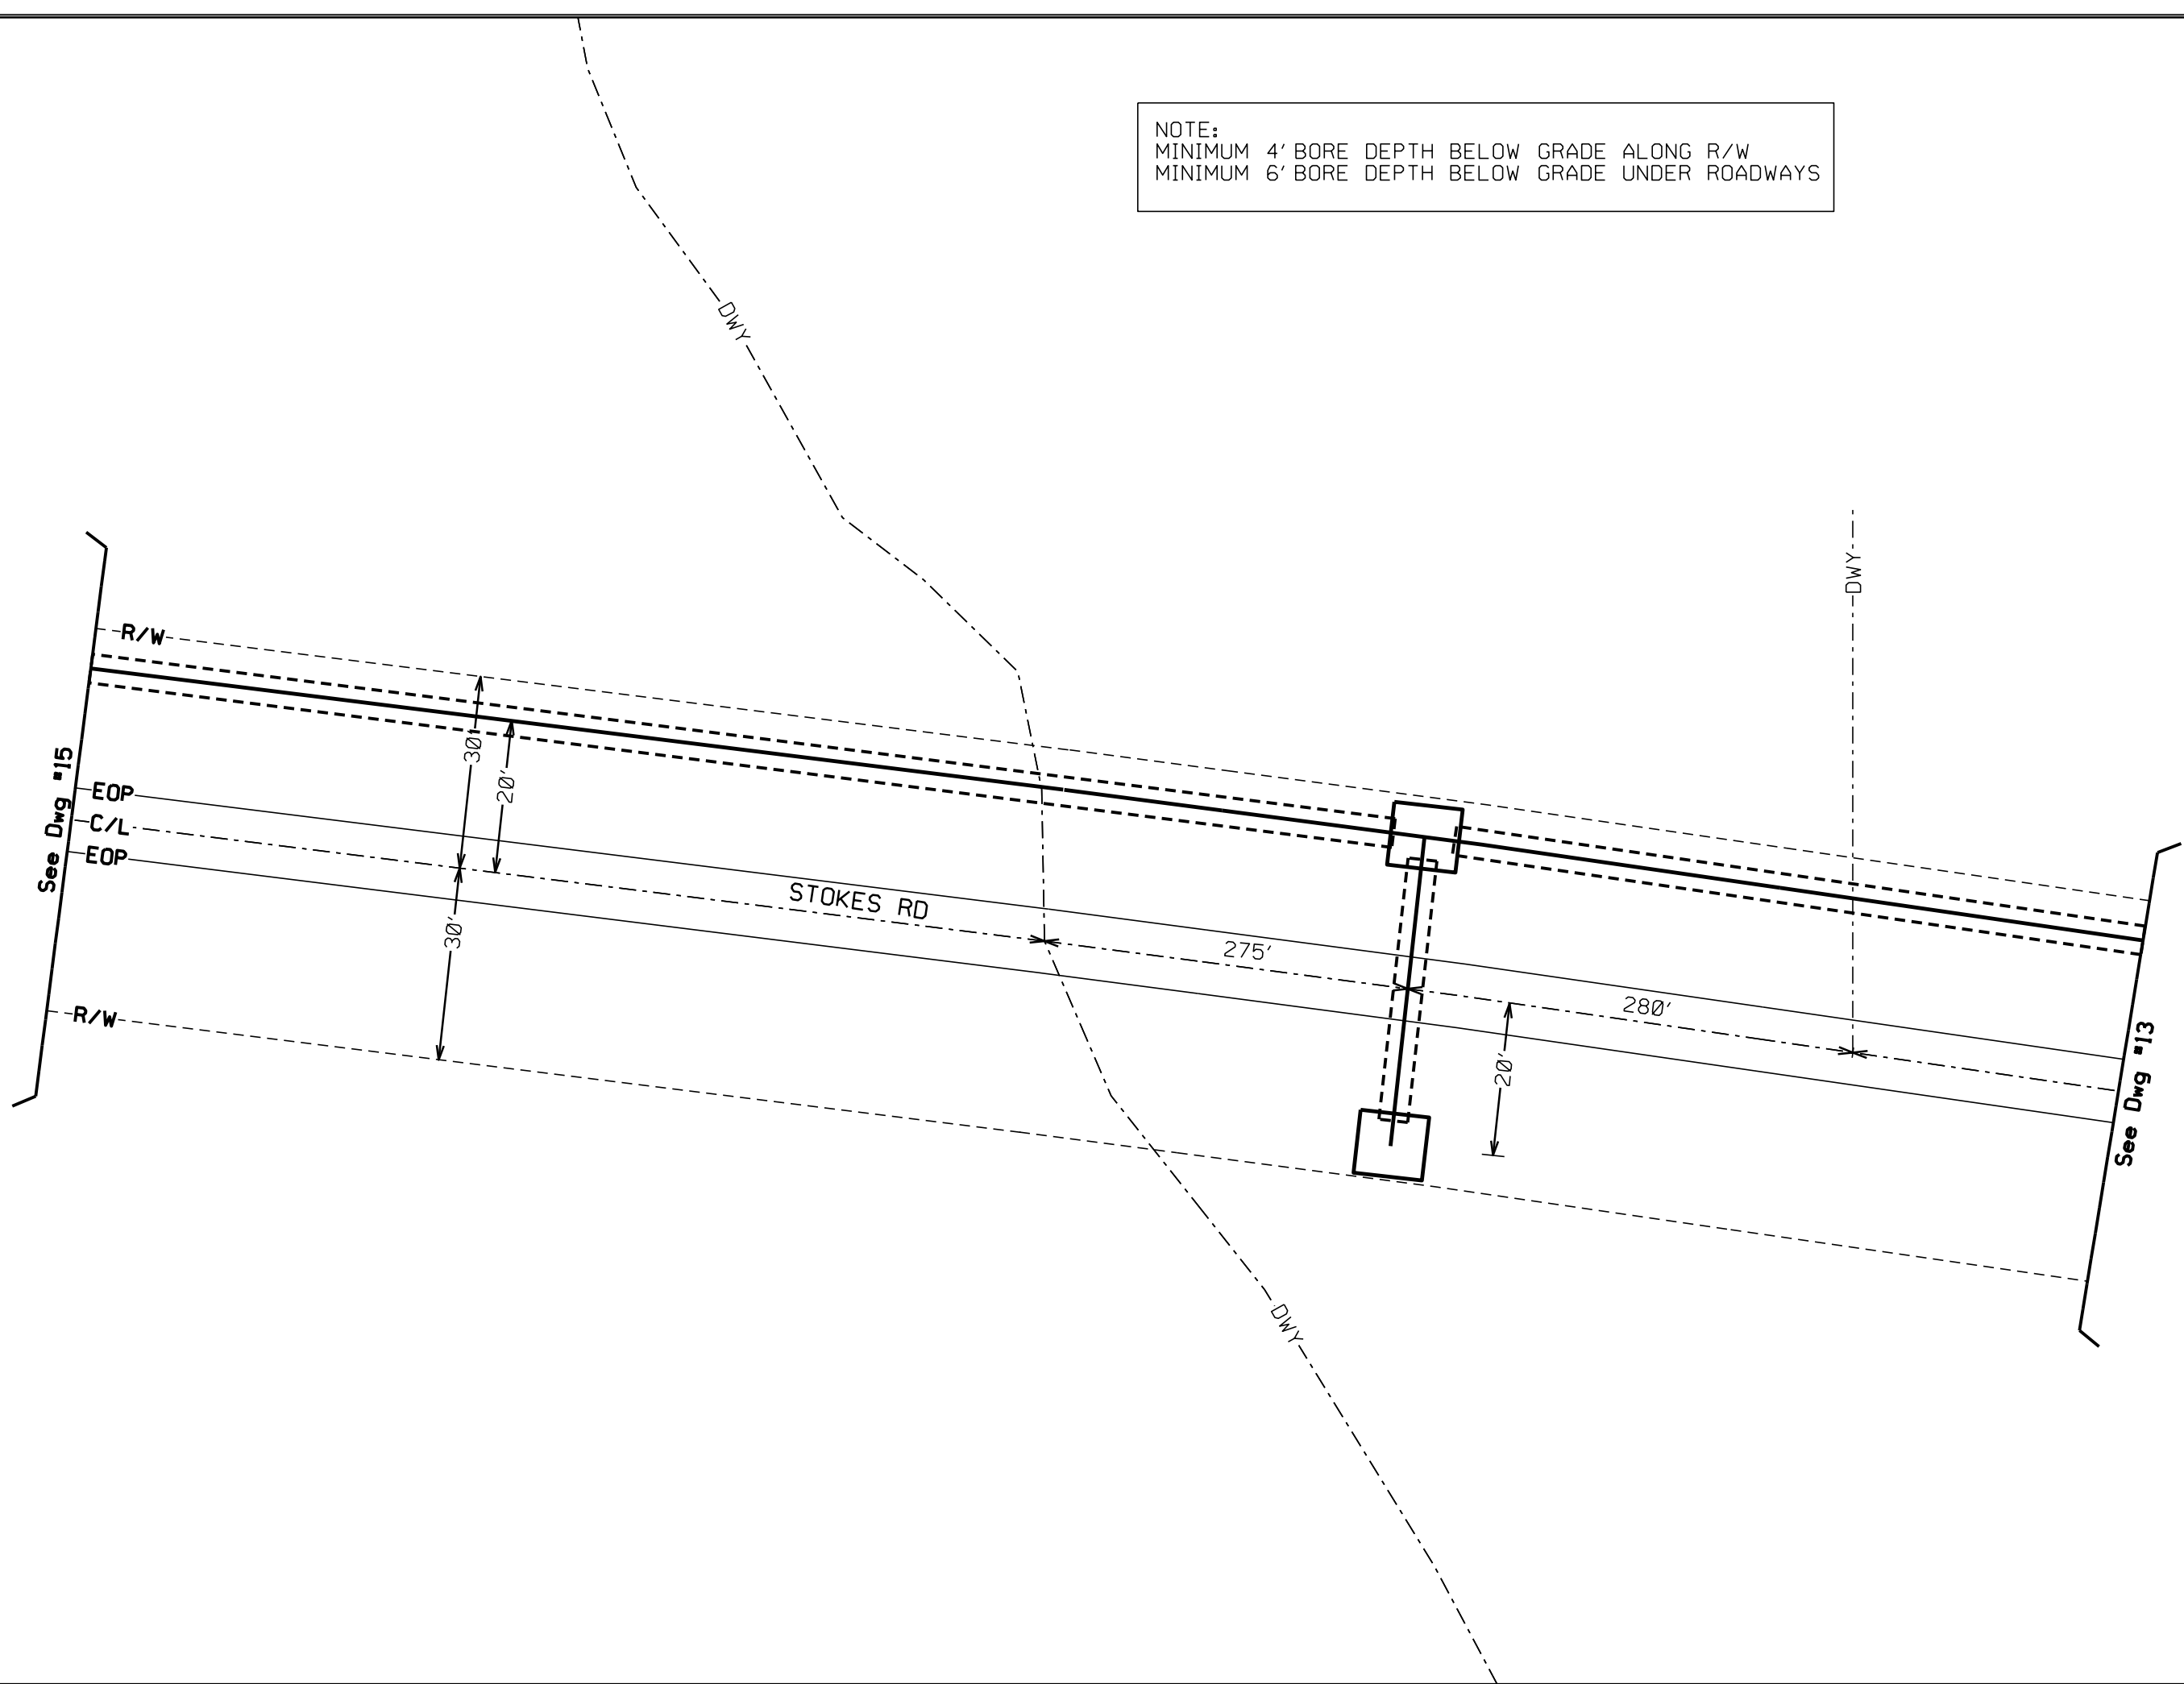 NOTE:
MINIMUM 4' BORE DEPTH BELOW GRADE ALONG R/W
MINIMUM 6' BORE DEPTH BELOW GRADE UNDER ROADWAYS
DWY
DWY
R/W
30'
20'
See Dwg #15
EOP
C/L
EOP
STOKES RD
30'
275'
280'
R/W
20'
See Dwg #13
DWY